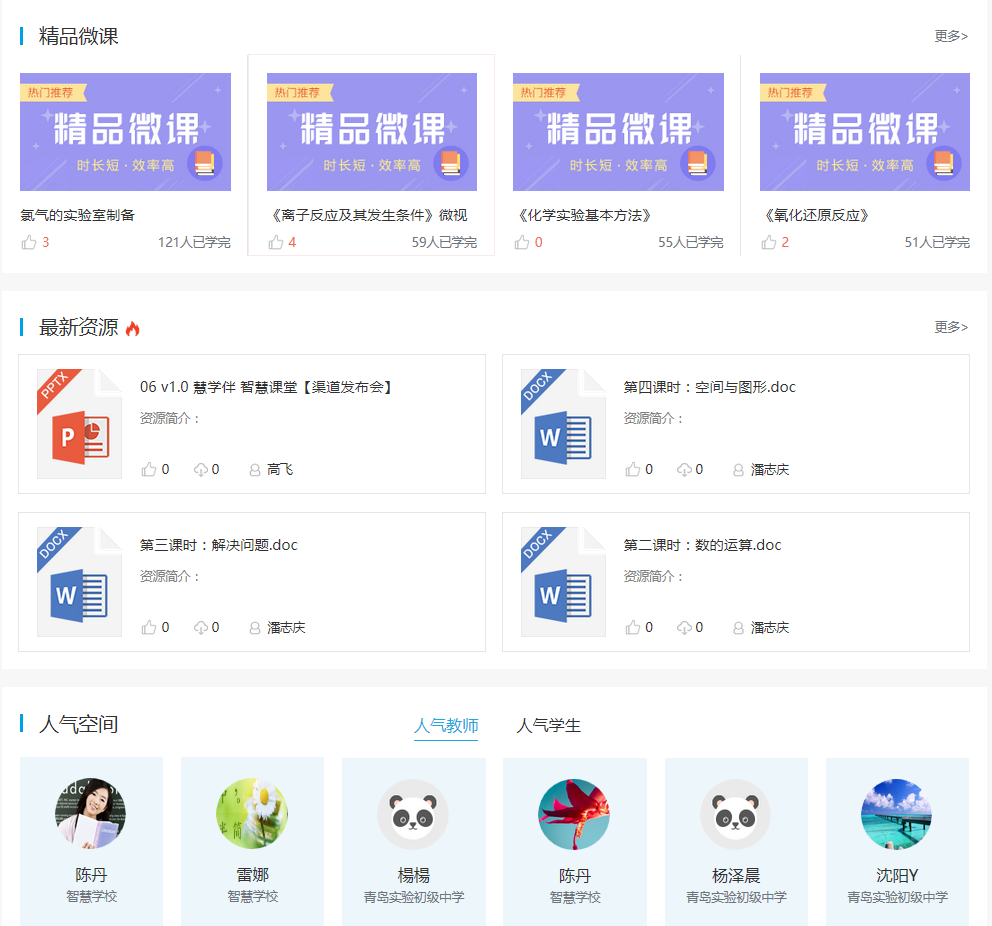 精品微课
更多>
热门推荐
精品微课
时长短·效率高
氯气的实验室制备
3
121人已学完
热门推荐
精品微课
时长短·效率高
《离子反应及其发生条件》微视
4
59人已学完
热门推荐
精品微课
时长短·效率高
《化学实验基本方法》
0
55人已学完
热门推荐
精品微课
时长短·效率高
《氧化还原反应》
2
51人已学完
最新资源
更多>
PPTX
P
06 v1.0 慧学伴 智慧课堂【渠道发布会】
资源简介：
0 0 高飞
DOCX
W
第四课时：空间与图形.doc
资源简介：
0 0 潘志庆
DOCX
W
第三课时：解决问题.doc
资源简介：
0 0 潘志庆
DOCX
W
第二课时：数的运算.doc
资源简介：
0 0 潘志庆
人气空间
人气教师 人气学生
陈丹
智慧学校
雷娜
智慧学校
楊楊
青岛实验初级中学
陈丹
智慧学校
杨泽晨
青岛实验初级中学
沈阳Y
青岛实验初级中学